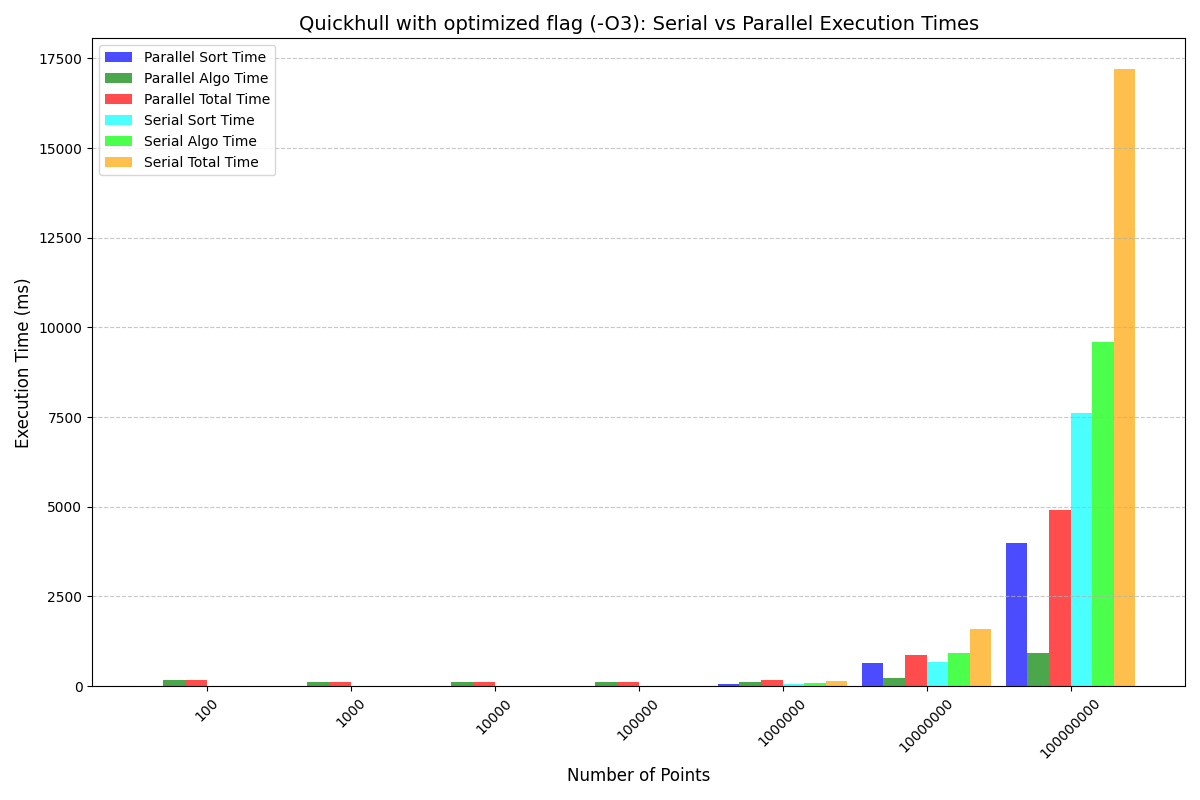 Quickhull with optimized flag (-O3): Serial vs Parallel Execution Times
Parallel Sort Time
Parallel Algo Time
Parallel Total Time
Serial Sort Time
Serial Algo Time
Serial Total Time
Execution Time (ms)
17500
15000
12500
10000
7500
5000
2500
0
100
1000
10000
100000
1000000
10000000
100000000
Number of Points